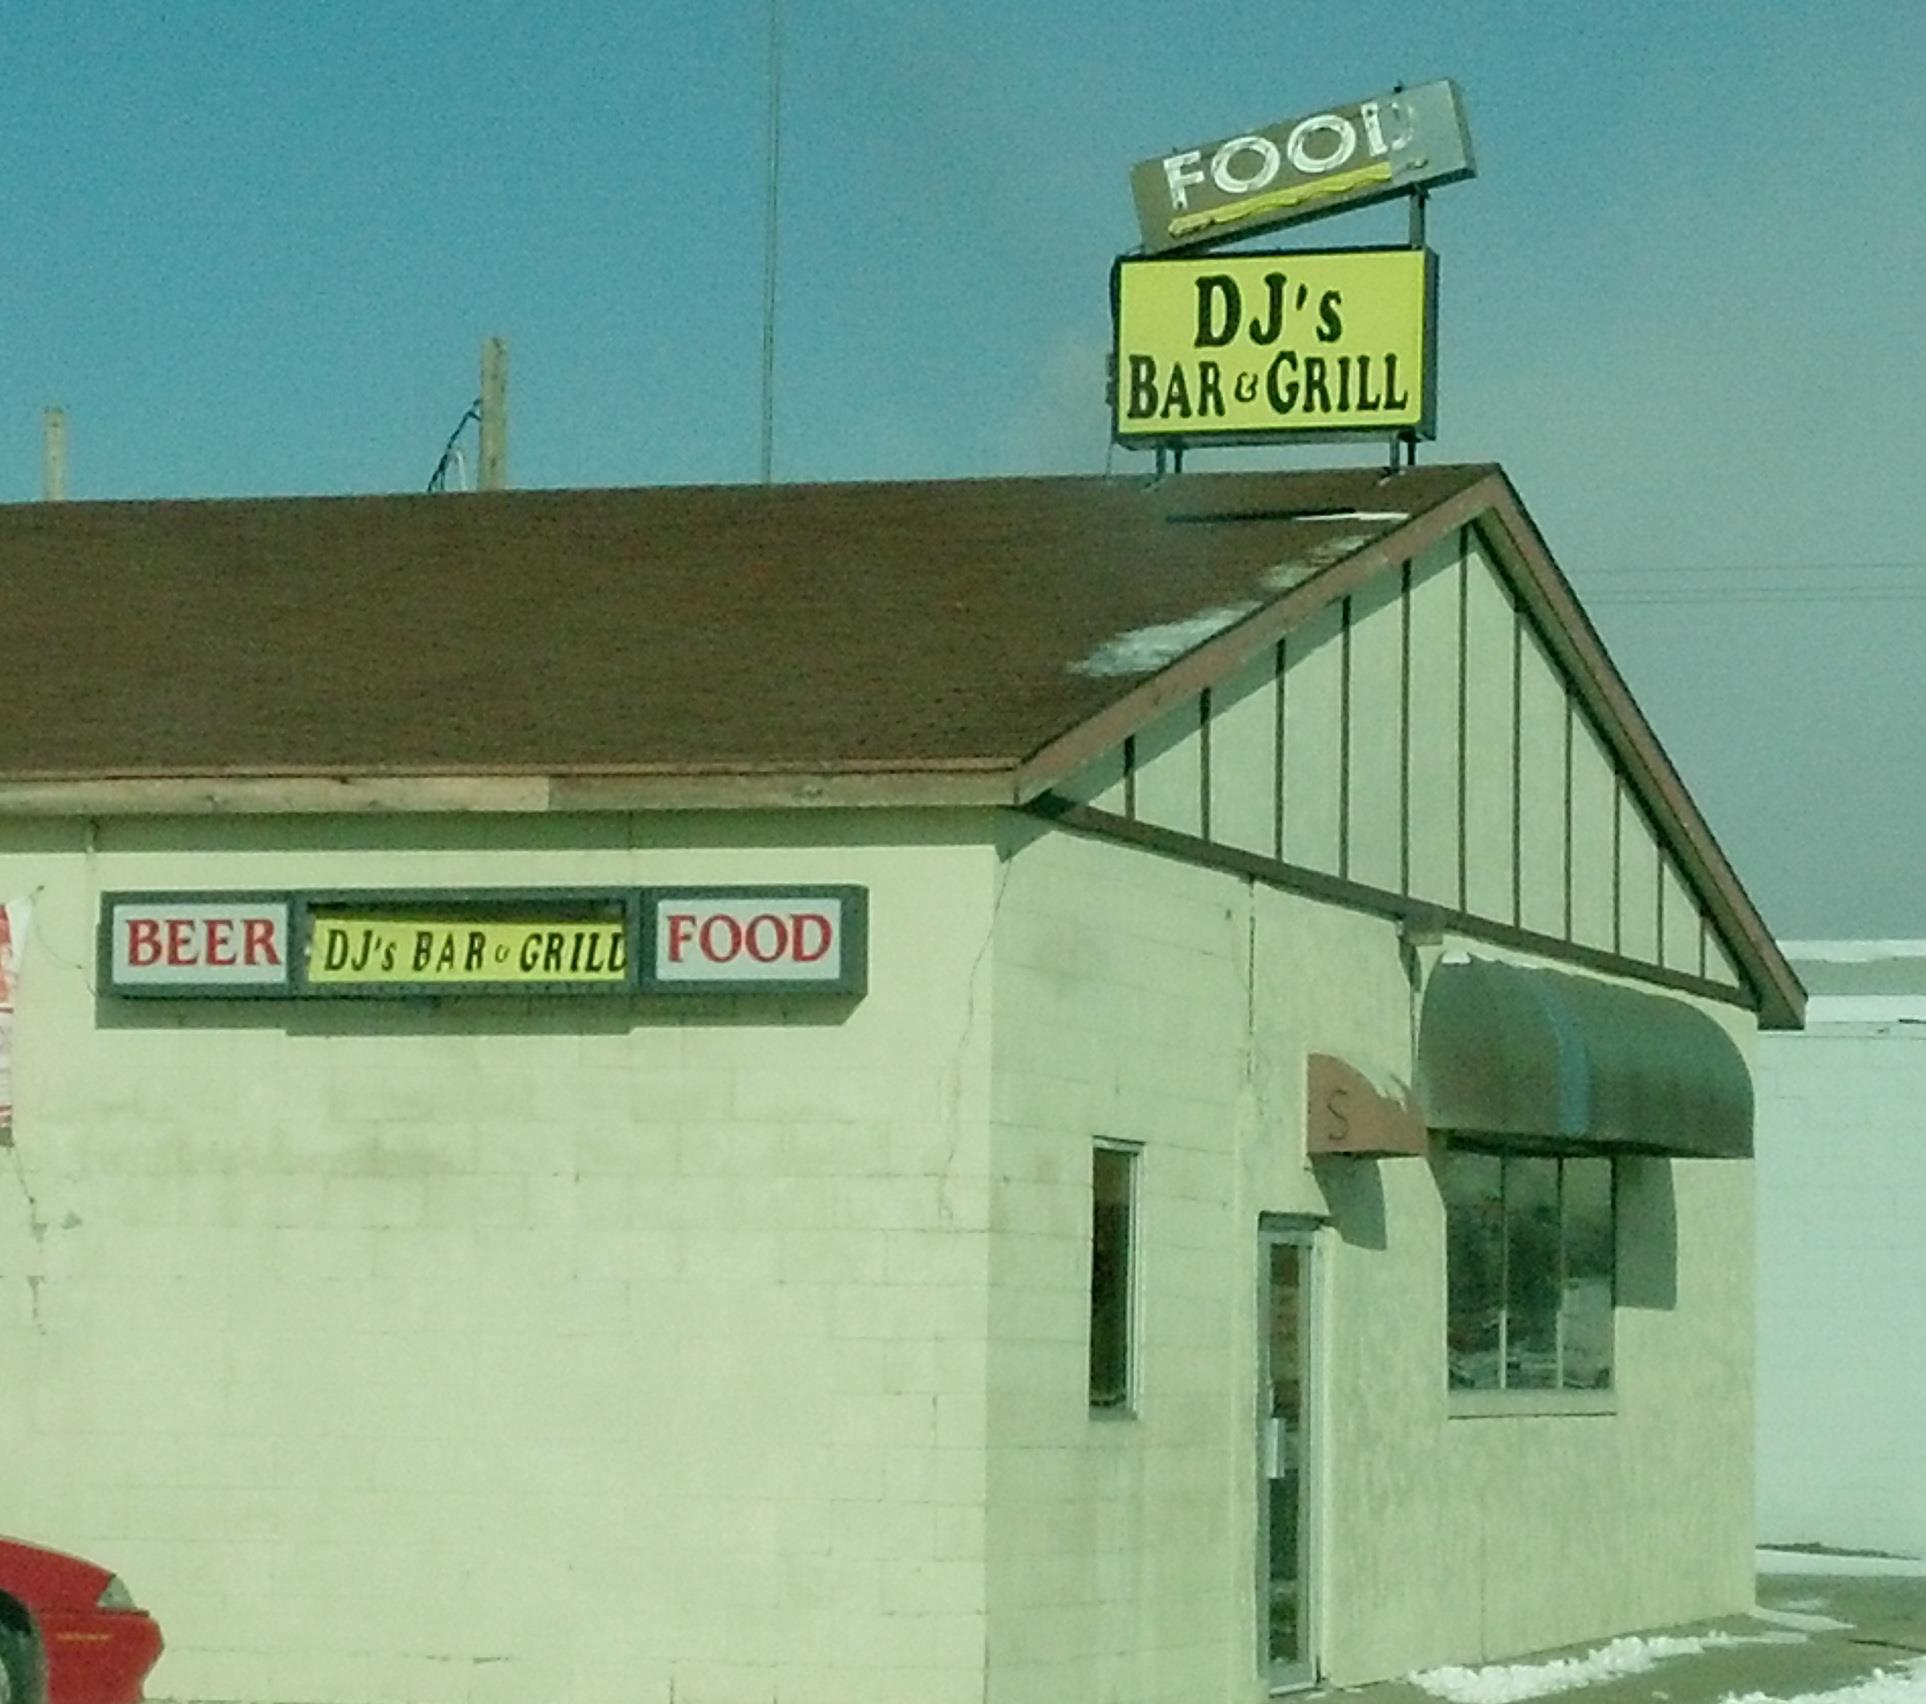 FOOD
DJ's
BAR & GRILL
BEER
DJ's BAR & GRILL
FOOD
S